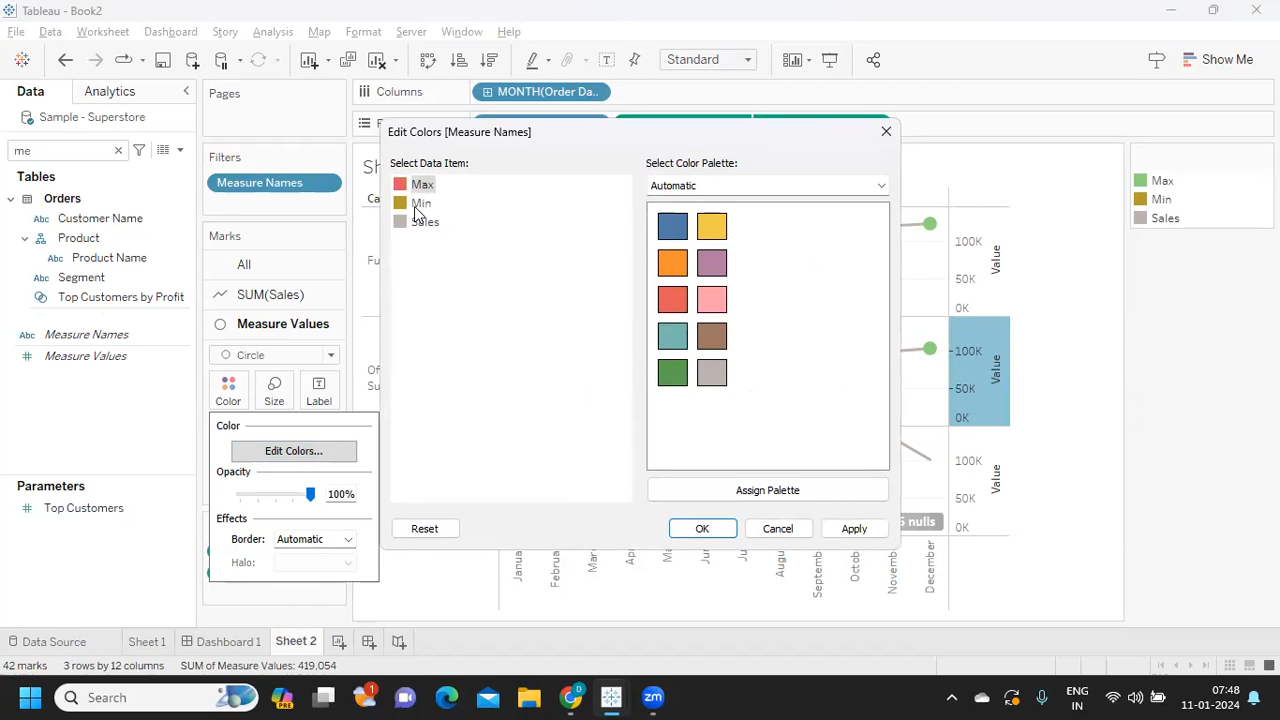 Tableau - Book2
File Data Worksheet Dashboard Story Analysis Map Format Server Window Help
Standard
Show Me
Data Analytics
Pages
Columns
MONTH(Order Da..
Sample - Superstore
me
Tables
Orders
Abc Customer Name
Product
Abc Product Name
Abc Segment
Top Customers by Profit
Abc Measure Names
# Measure Values
Parameters
# Top Customers
Filters
Measure Names
Marks
All
SUM(Sales)
Measure Values
Circle
Color Size Label
Color
Edit Colors...
Opacity
100%
Effects
Border: Automatic
Halo:
Edit Colors [Measure Names]
Select Data Item:
Max
Min
Sales
Select Color Palette:
Automatic
Assign Palette
Reset OK Cancel Apply
Max
Min
Sales
100K
50K
0K
Value
100K
50K
0K
Value
100K
50K
0K
Value
nulls
December
Data Source Sheet 1 Dashboard 1 Sheet 2
42 marks 3 rows by 12 columns SUM of Measure Values: 419,054
Search
PRE
1
zm
ENG
IN
07:48
11-01-2024